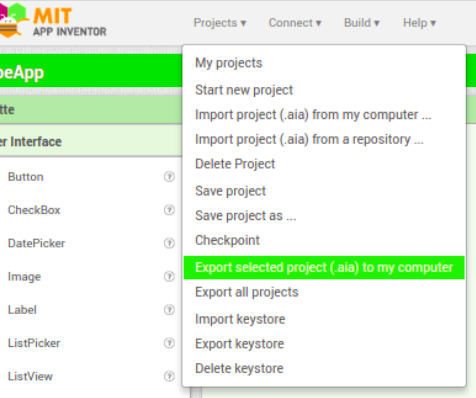 MIT
APP INVENTOR
Projects ▾ Connect ▾ Build ▾ Help ▾
My projects
Start new project
Import project (.aia) from my computer ...
Import project (.aia) from a repository ...
Delete Project
Save project
Save project as ...
Checkpoint
Export selected project (.aia) to my computer
Export all projects
Import keystore
Export keystore
Delete keystore
peApp
tte
er Interface
Button
CheckBox
DatePicker
Image
Label
ListPicker
ListView